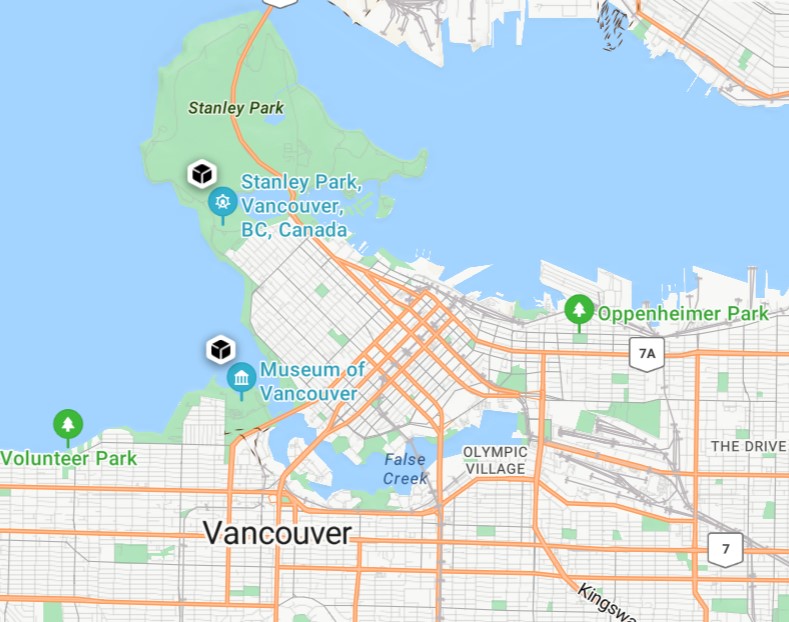 Stanley Park
Stanley Park,
Vancouver,
BC, Canada
Oppenheimer Park
7A
Museum of
Vancouver
Volunteer Park
False
Creek
OLYMPIC
VILLAGE
THE DRIVE
Vancouver
7
Kingswa